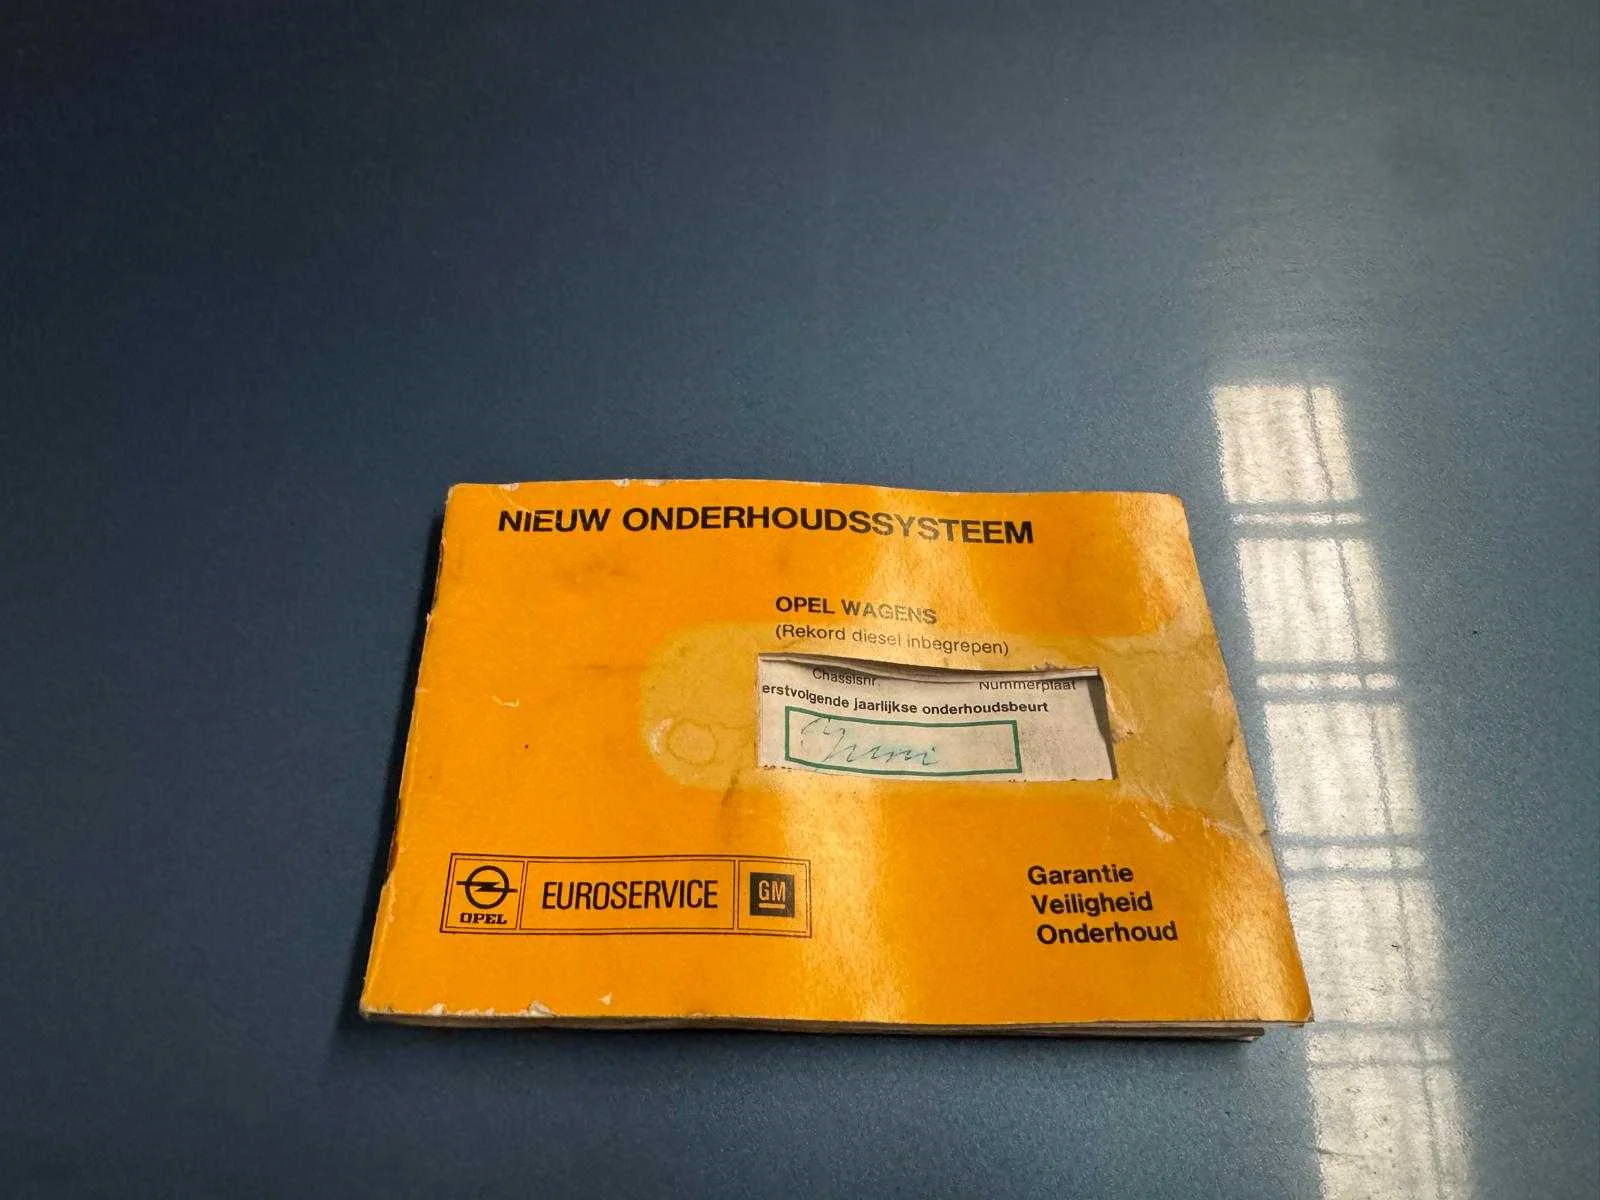 NIEUW ONDERHOUDSSYSTEEM
OPEL WAGENS
(Rekord diesel inbegrepen)
Chassisnr. Nummerplaat
erstvolgende jaarlijkse onderhoudsbeurt
Juni
OPEL EUROSERVICE GM
Garantie
Veiligheid
Onderhoud